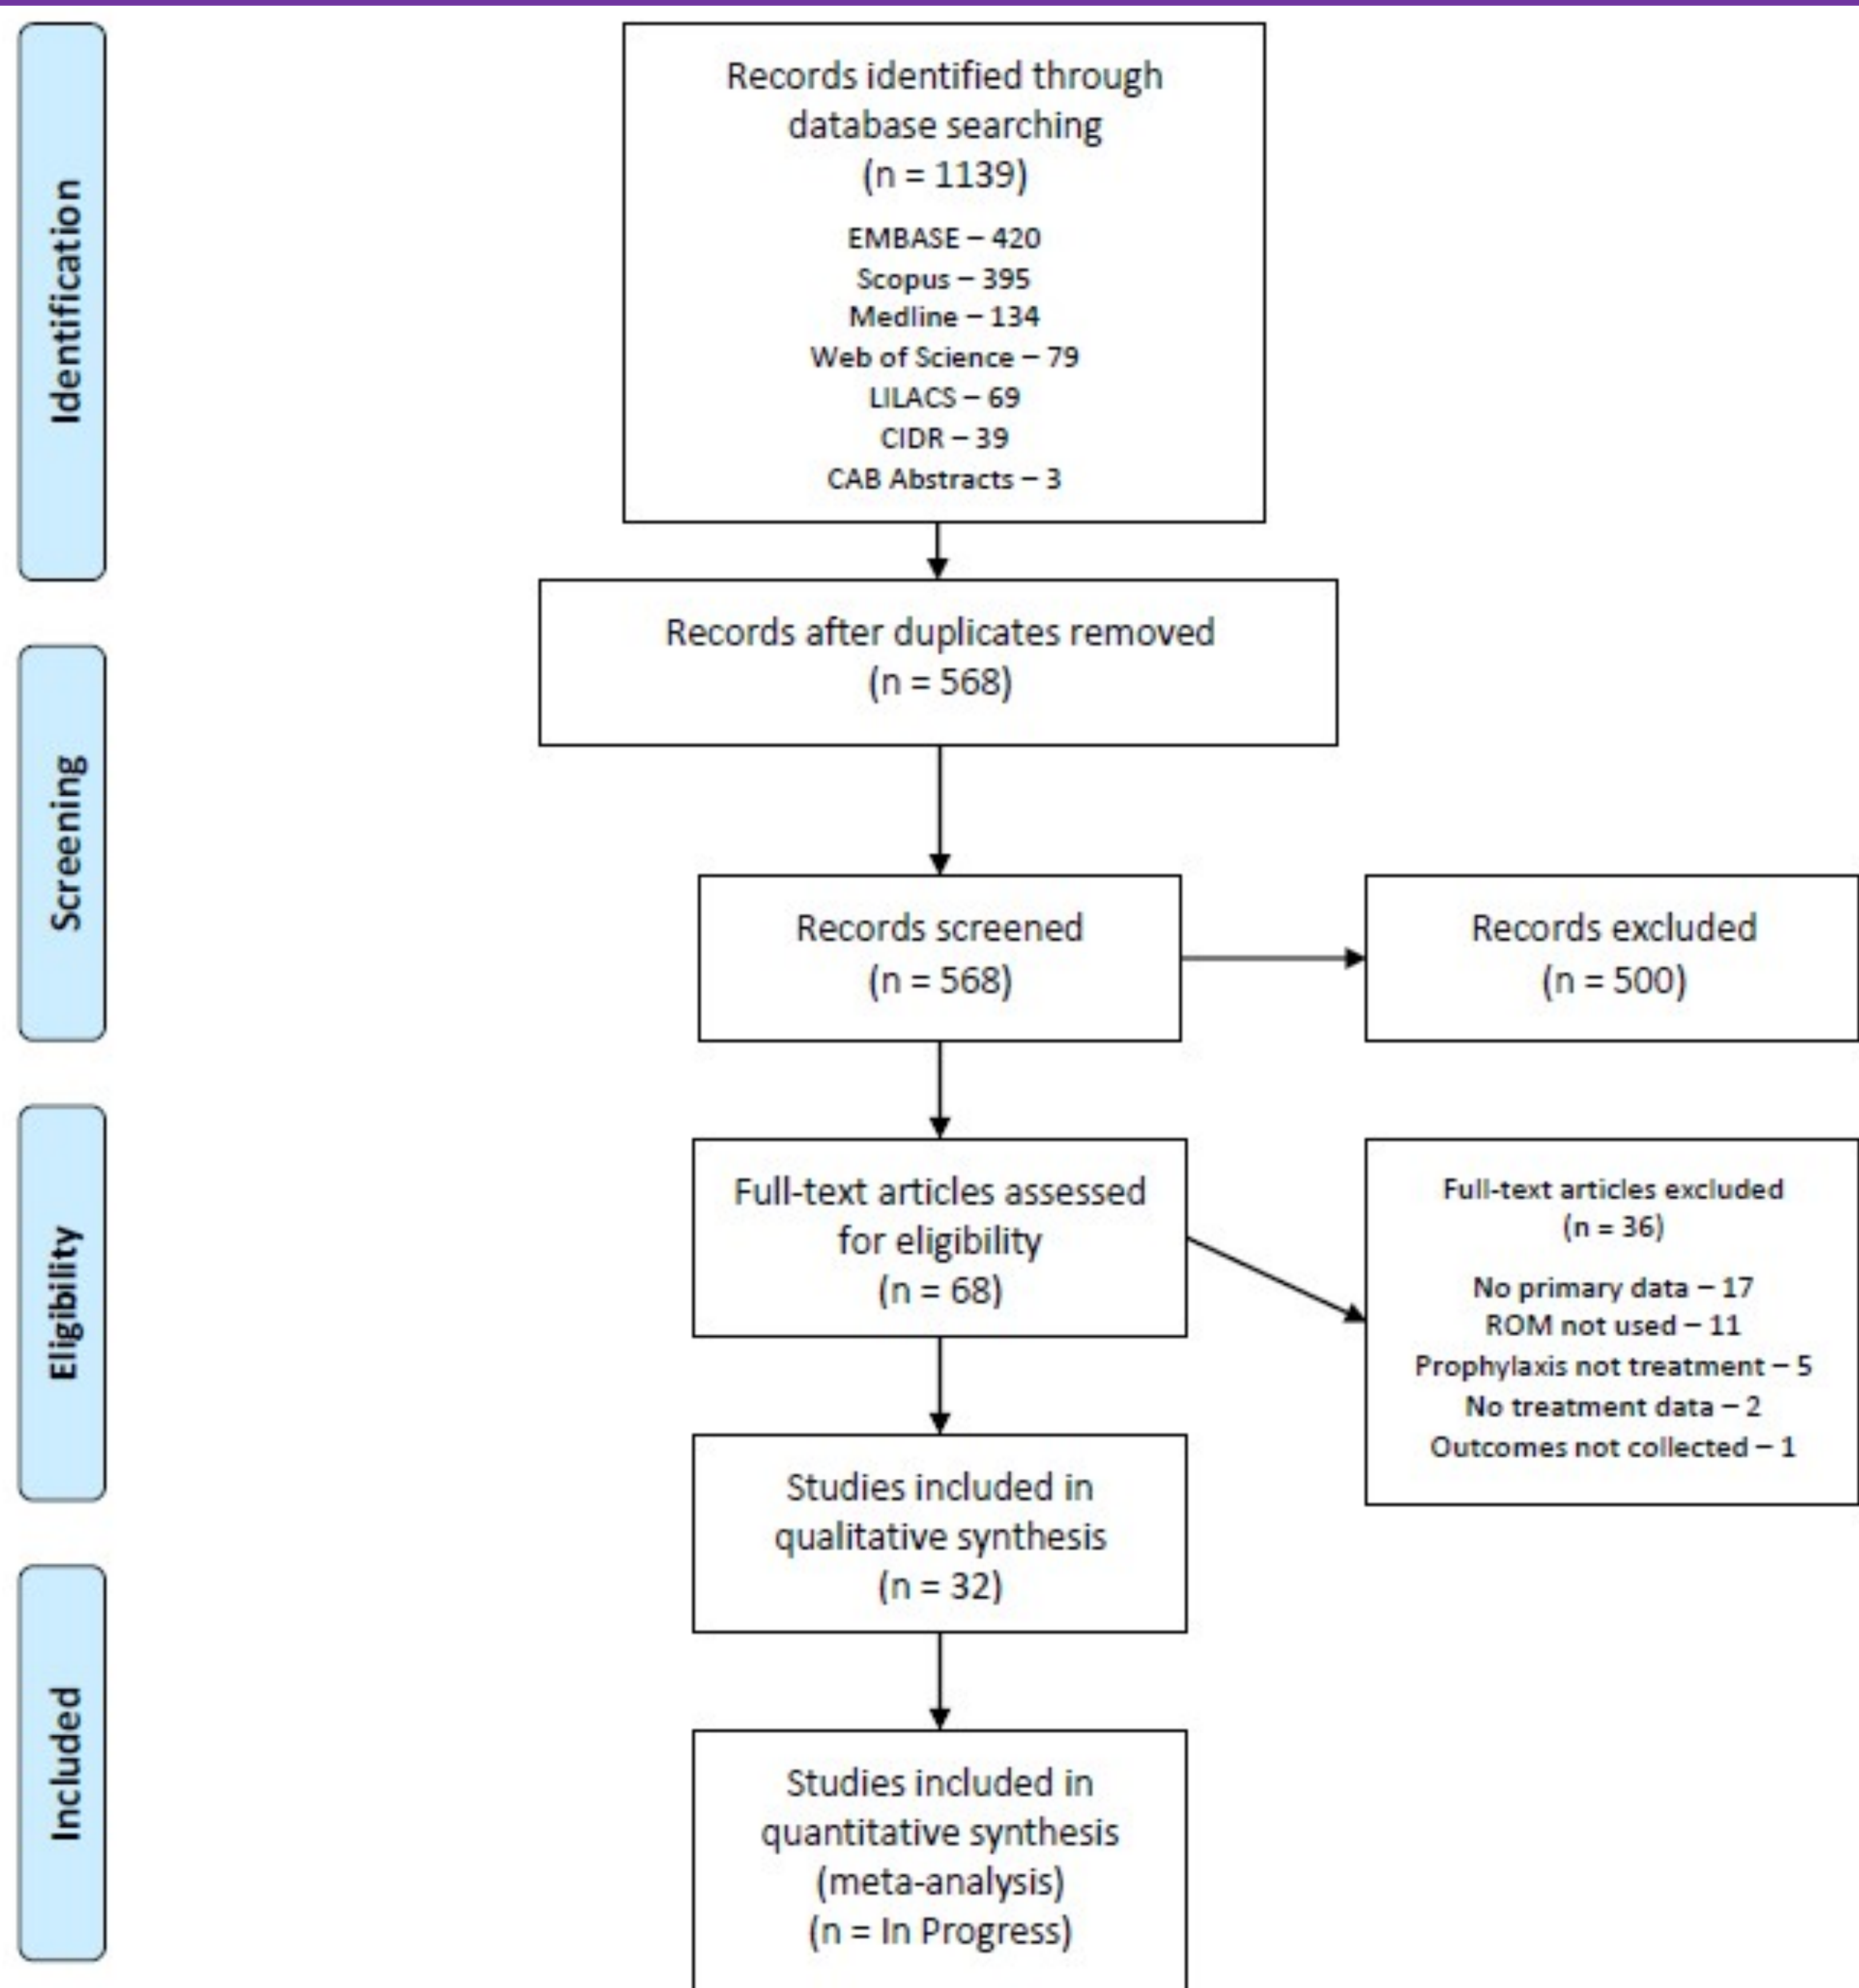 Identification
Records identified through
database searching
(n = 1139)
EMBASE – 420
Scopus – 395
Medline – 134
Web of Science – 79
LILACS – 69
CIDR – 39
CAB Abstracts – 3
Records after duplicates removed
(n = 568)
Screening
Records screened
(n = 568)
Records excluded
(n = 500)
Eligibility
Full-text articles assessed
for eligibility
(n = 68)
Full-text articles excluded
(n = 36)
No primary data – 17
ROM not used – 11
Prophylaxis not treatment – 5
No treatment data – 2
Outcomes not collected – 1
Studies included in
qualitative synthesis
(n = 32)
Included
Studies included in
quantitative synthesis
(meta-analysis)
(n = In Progress)